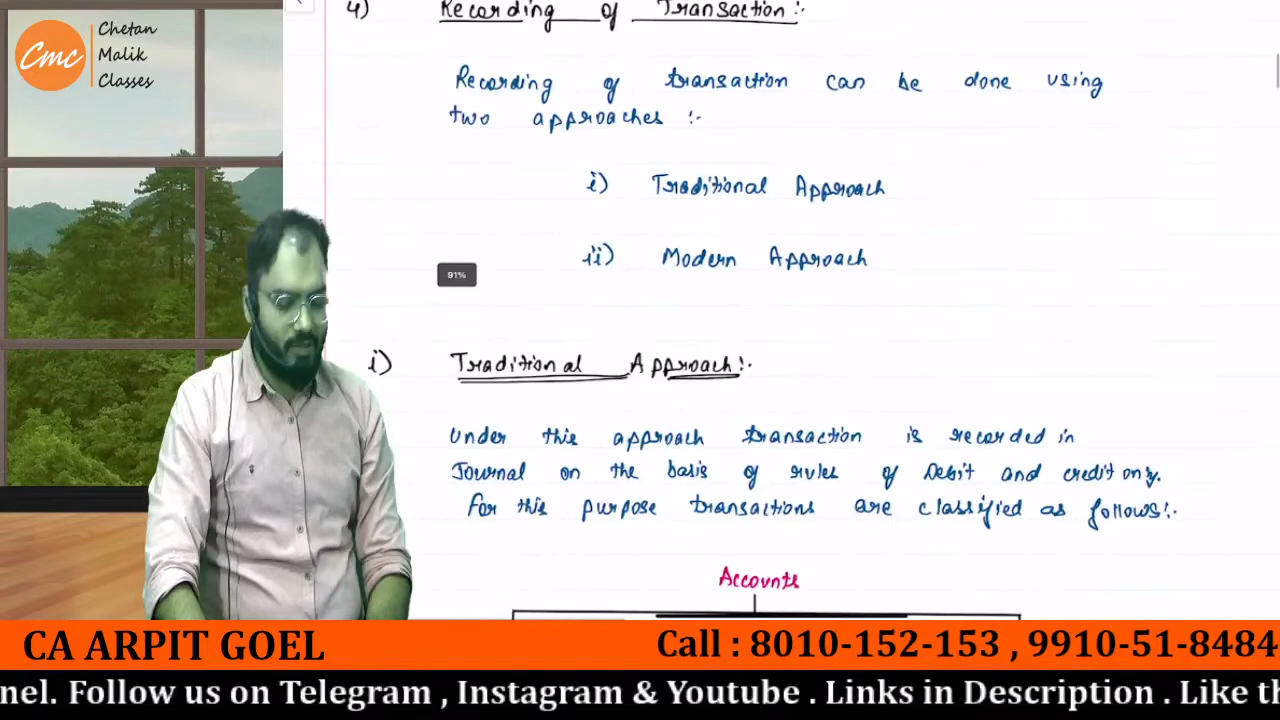 Cmc
Chetan
Malik
Classes
4) Recording of Transaction :-
Recording of transaction can be done using
two approaches :-
i) Traditional Approach
ii) Modern Approach
91%
i) Traditional Approach :-
Under this approach transaction is recorded in
Journal on the basis of rules of Debit and credit only.
For this purpose transactions are classified as follows :-
Accounts
CA ARPIT GOEL
Call : 8010-152-153 , 9910-51-8484
nel. Follow us on Telegram , Instagram & Youtube . Links in Description . Like th